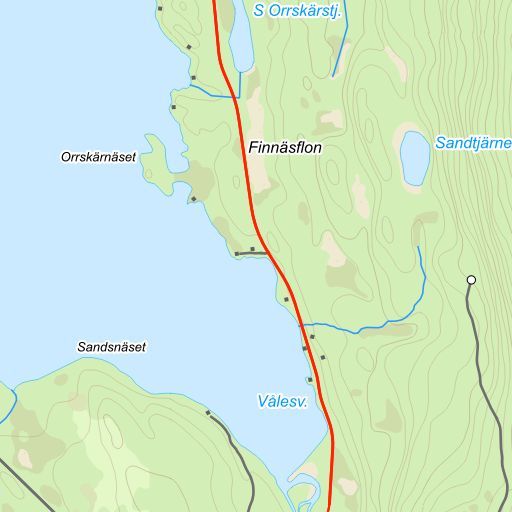 S Orrskärstj.
Sandtjärne
Finnäsflon
Orrskärnäset
Sandsnäset
Vålesv.